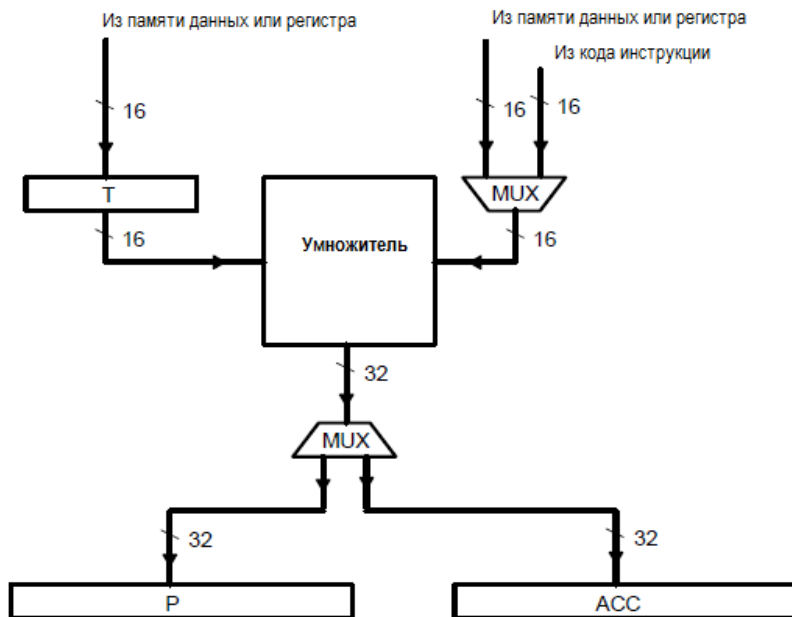 Из памяти данных или регистра
Из памяти данных или регистра
Из кода инструкции
16
16
16
T
MUX
16
16
Умножитель
32
MUX
32
32
P
ACC